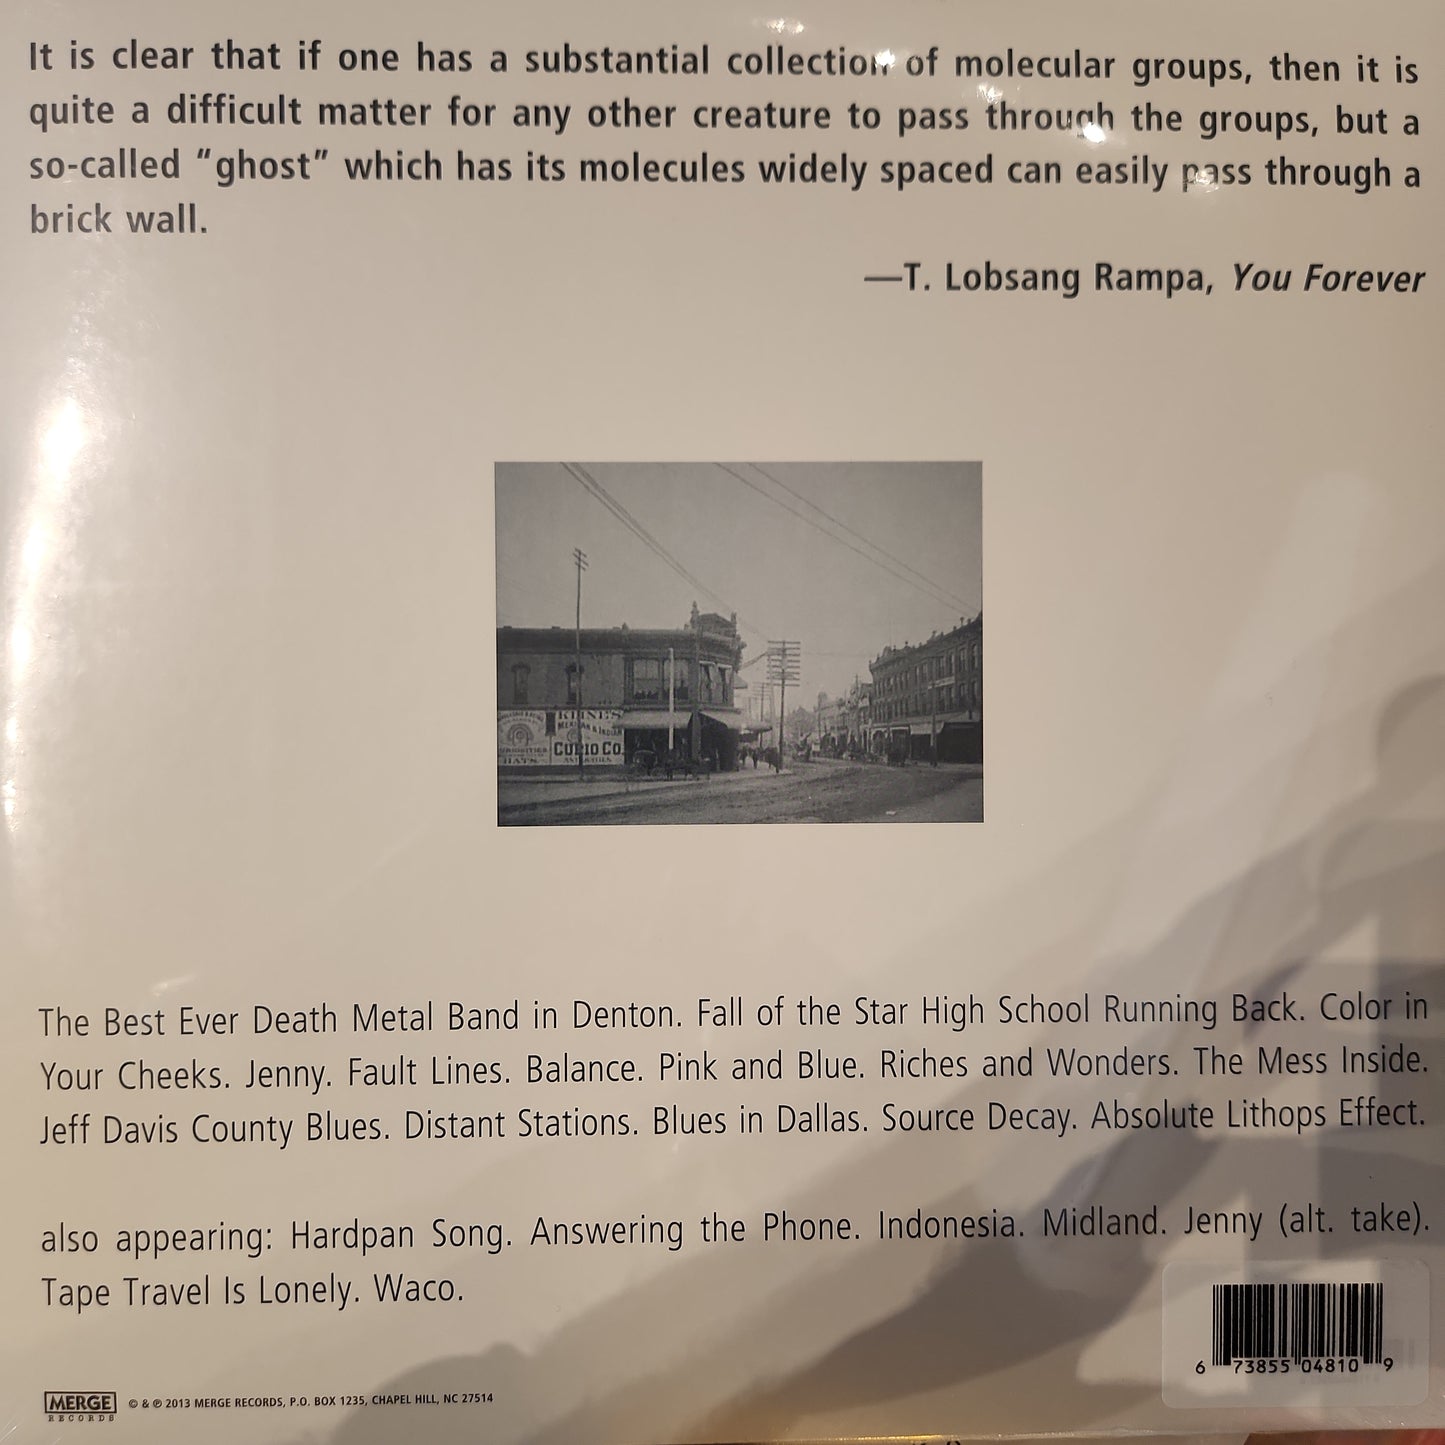 It is clear that if one has a substantial collection of molecular groups, then it is
quite a difficult matter for any other creature to pass through the groups, but a
so-called “ghost” which has its molecules widely spaced can easily pass through a
brick wall.
—T. Lobsang Rampa, You Forever
KLINE'S
CURIO CO.
HATS
The Best Ever Death Metal Band in Denton. Fall of the Star High School Running Back. Color in
Your Cheeks. Jenny. Fault Lines. Balance. Pink and Blue. Riches and Wonders. The Mess Inside.
Jeff Davis County Blues. Distant Stations. Blues in Dallas. Source Decay. Absolute Lithops Effect.
also appearing: Hardpan Song. Answering the Phone. Indonesia. Midland. Jenny (alt. take).
Tape Travel Is Lonely. Waco.
6 73855 04810 9
MERGE
RECORDS
© & ℗ 2013 MERGE RECORDS, P.O. BOX 1235, CHAPEL HILL, NC 27514